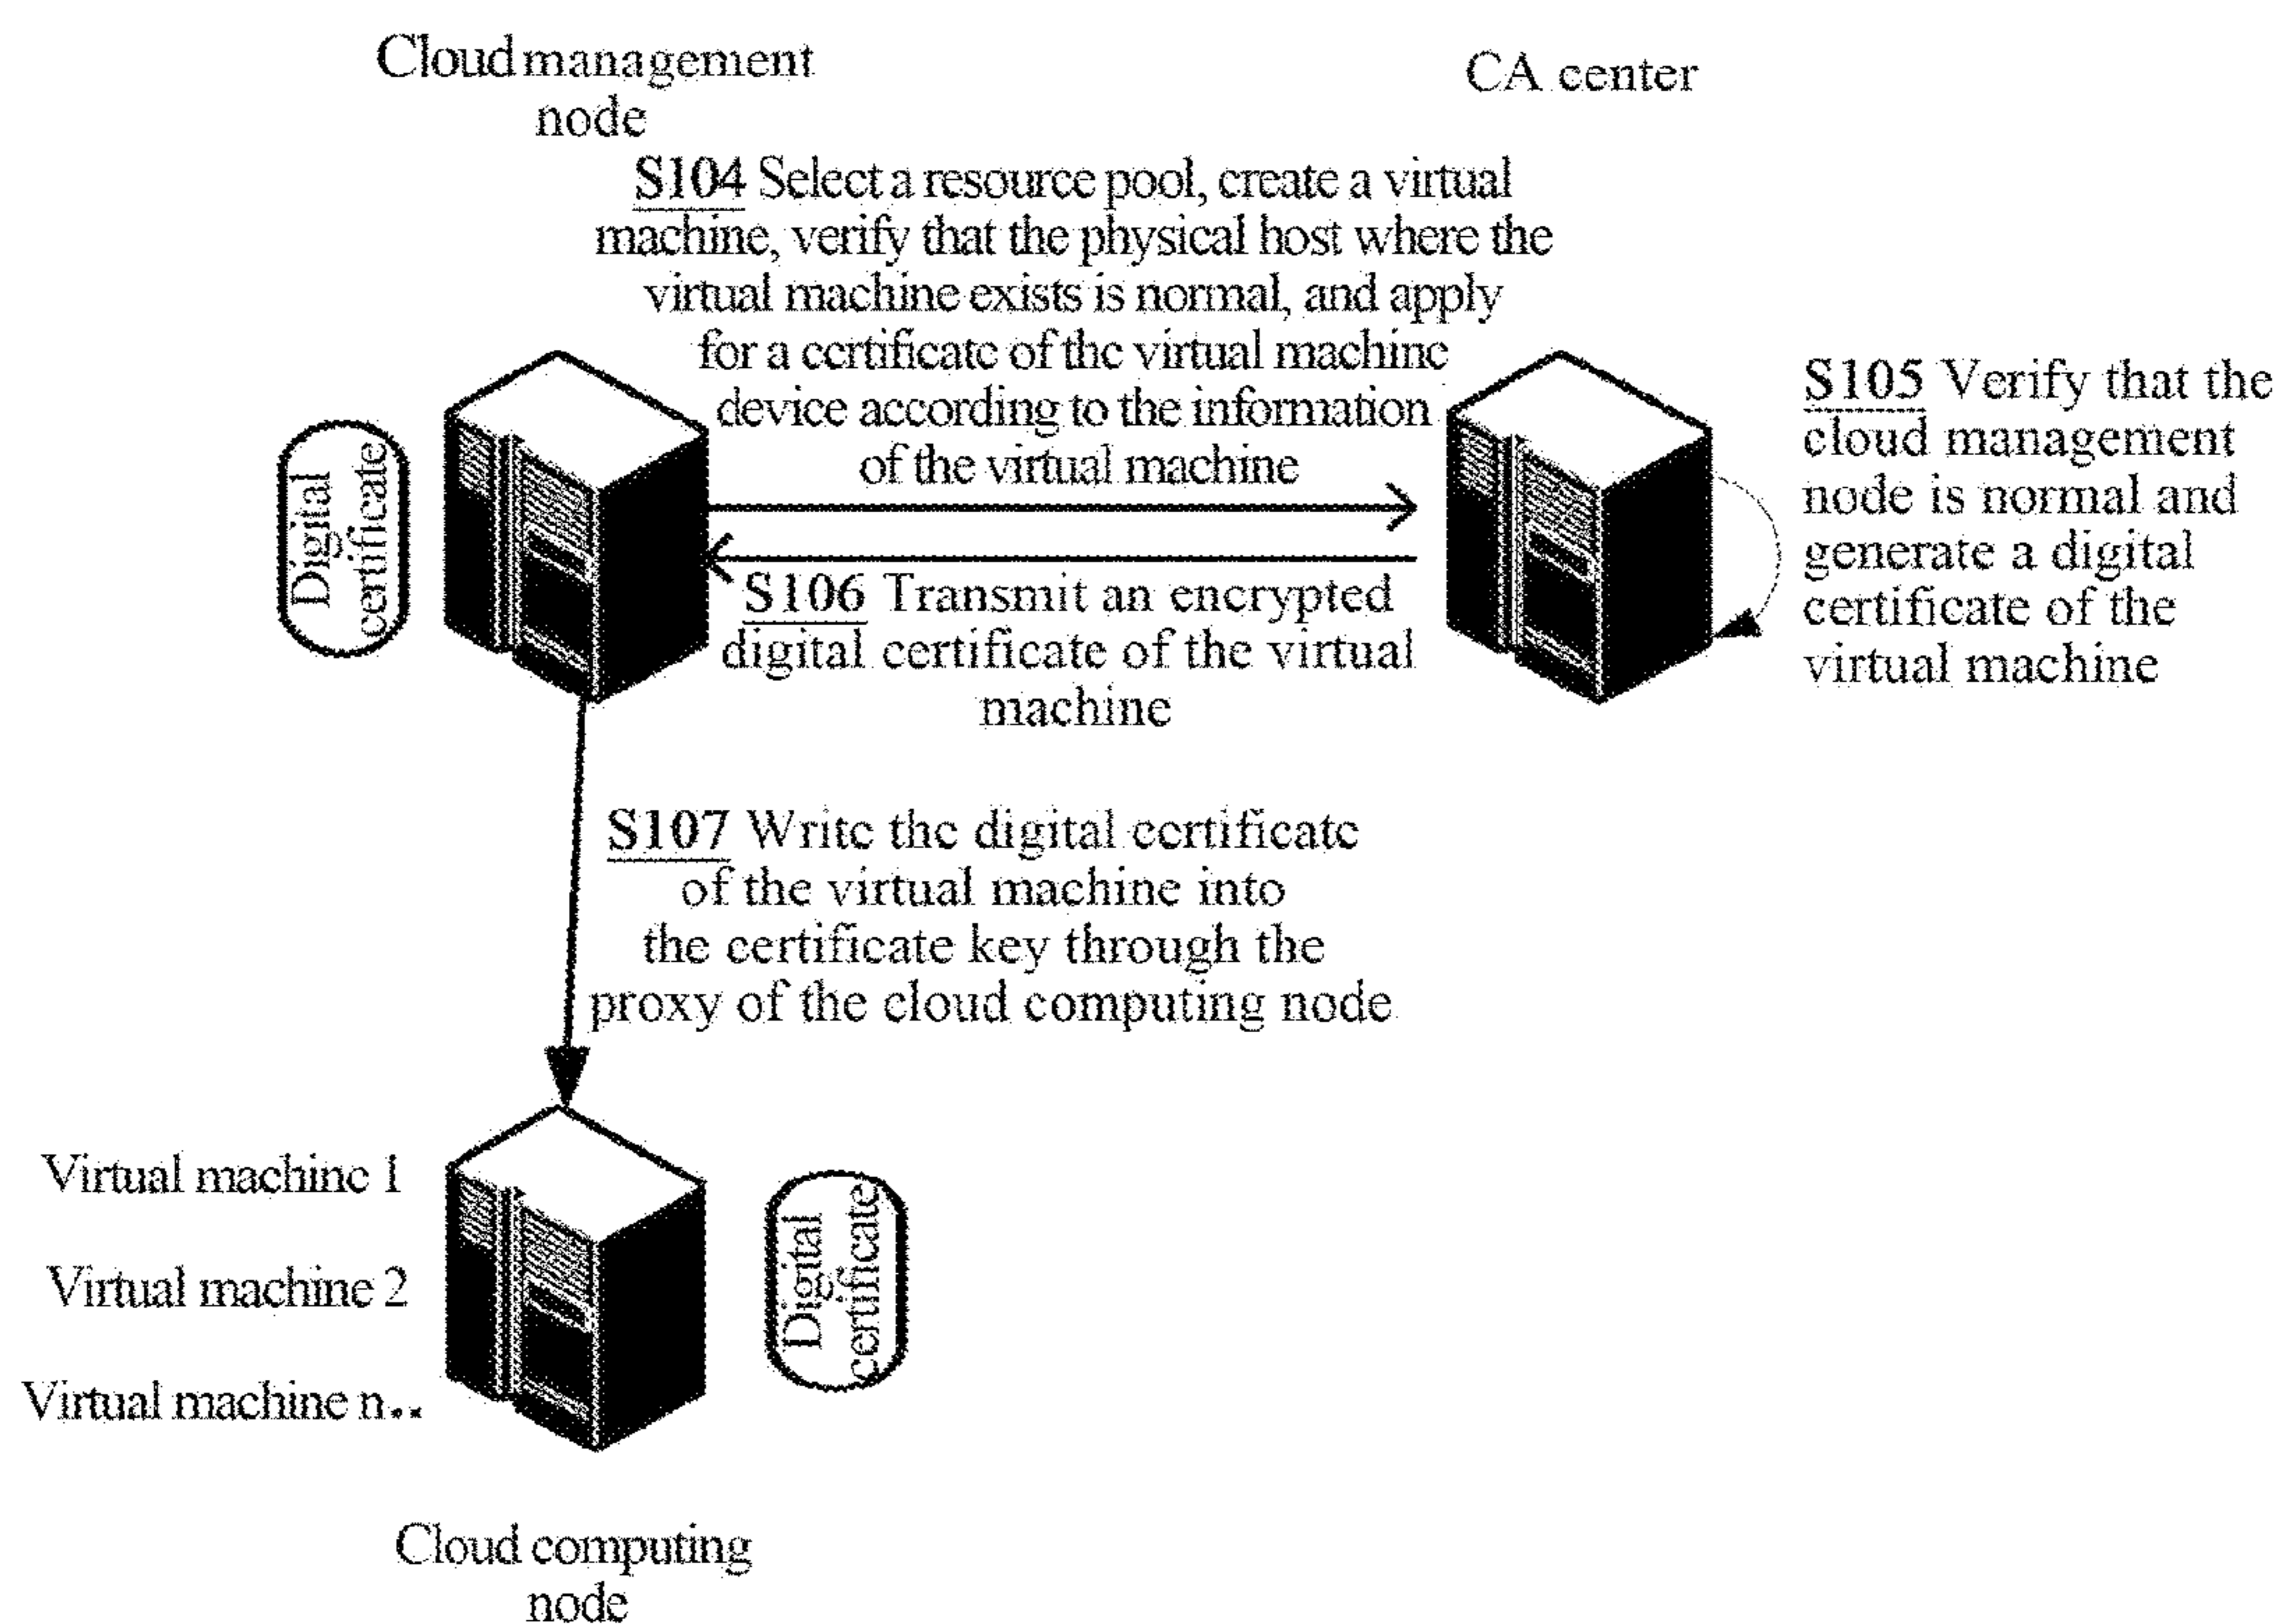 Cloud management
node
CA center
S104 Select a resource pool, create a virtual
machine, verify that the physical host where the
virtual machine exists is normal, and apply
for a certificate of the virtual machine
device according to the information
of the virtual machine
Digital
certificate
S105 Verify that the
cloud management
node is normal and
generate a digital
certificate of the
virtual machine
S106 Transmit an encrypted
digital certificate of the virtual
machine
S107 Write the digital certificate
of the virtual machine into
the certificate key through the
proxy of the cloud computing node
Virtual machine 1
Virtual machine 2
Virtual machine n..
Digital
certificate
Cloud computing
node